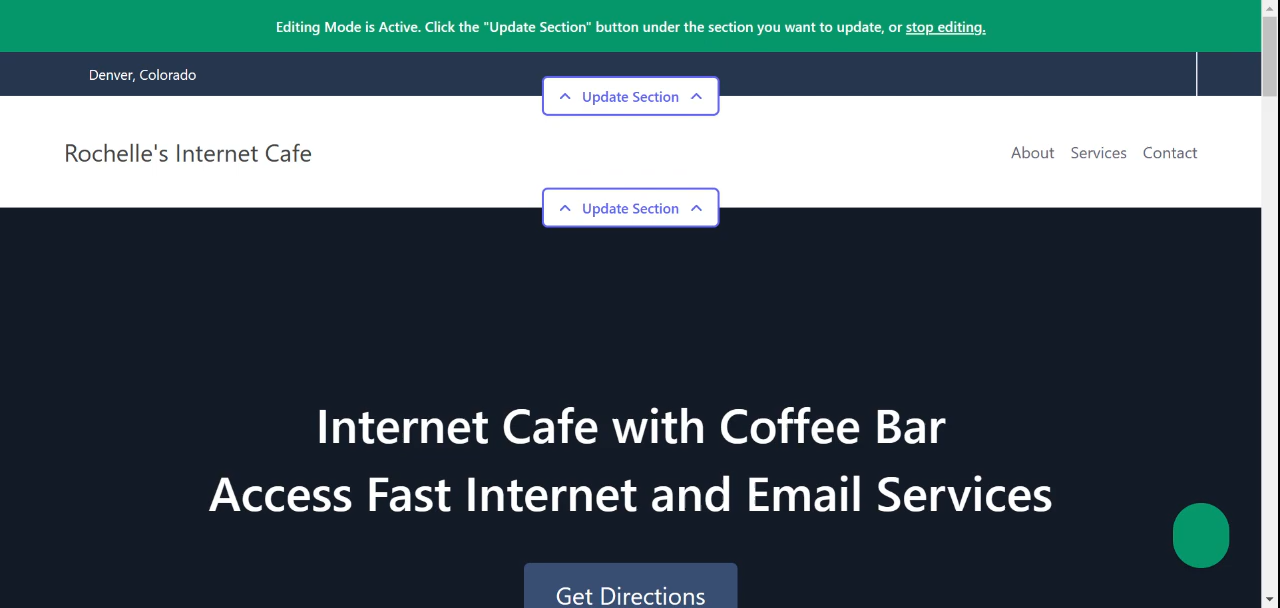 Editing Mode is Active. Click the "Update Section" button under the section you want to update, or stop editing.
Denver, Colorado
Update Section
Rochelle's Internet Cafe
About Services Contact
Update Section
Internet Cafe with Coffee Bar
Access Fast Internet and Email Services
Get Directions